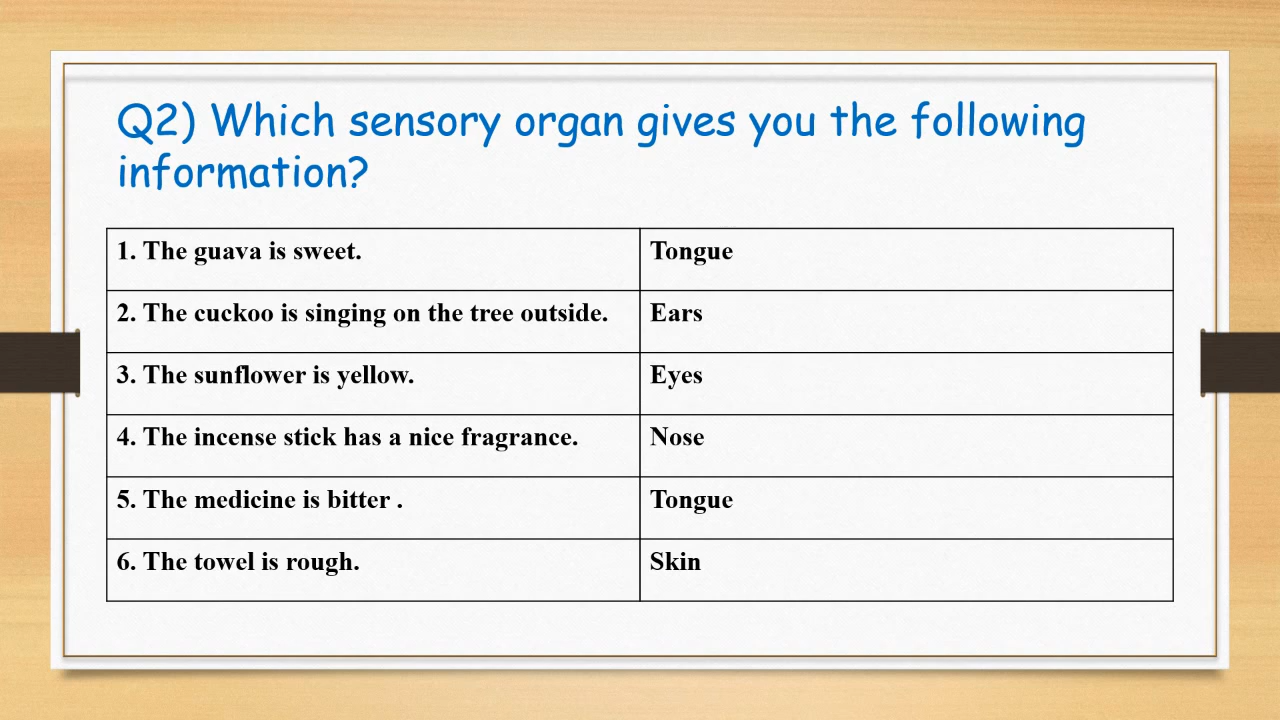 Q2) Which sensory organ gives you the following
information?
1. The guava is sweet.
Tongue
2. The cuckoo is singing on the tree outside.
Ears
3. The sunflower is yellow.
Eyes
4. The incense stick has a nice fragrance.
Nose
5. The medicine is bitter .
Tongue
6. The towel is rough.
Skin